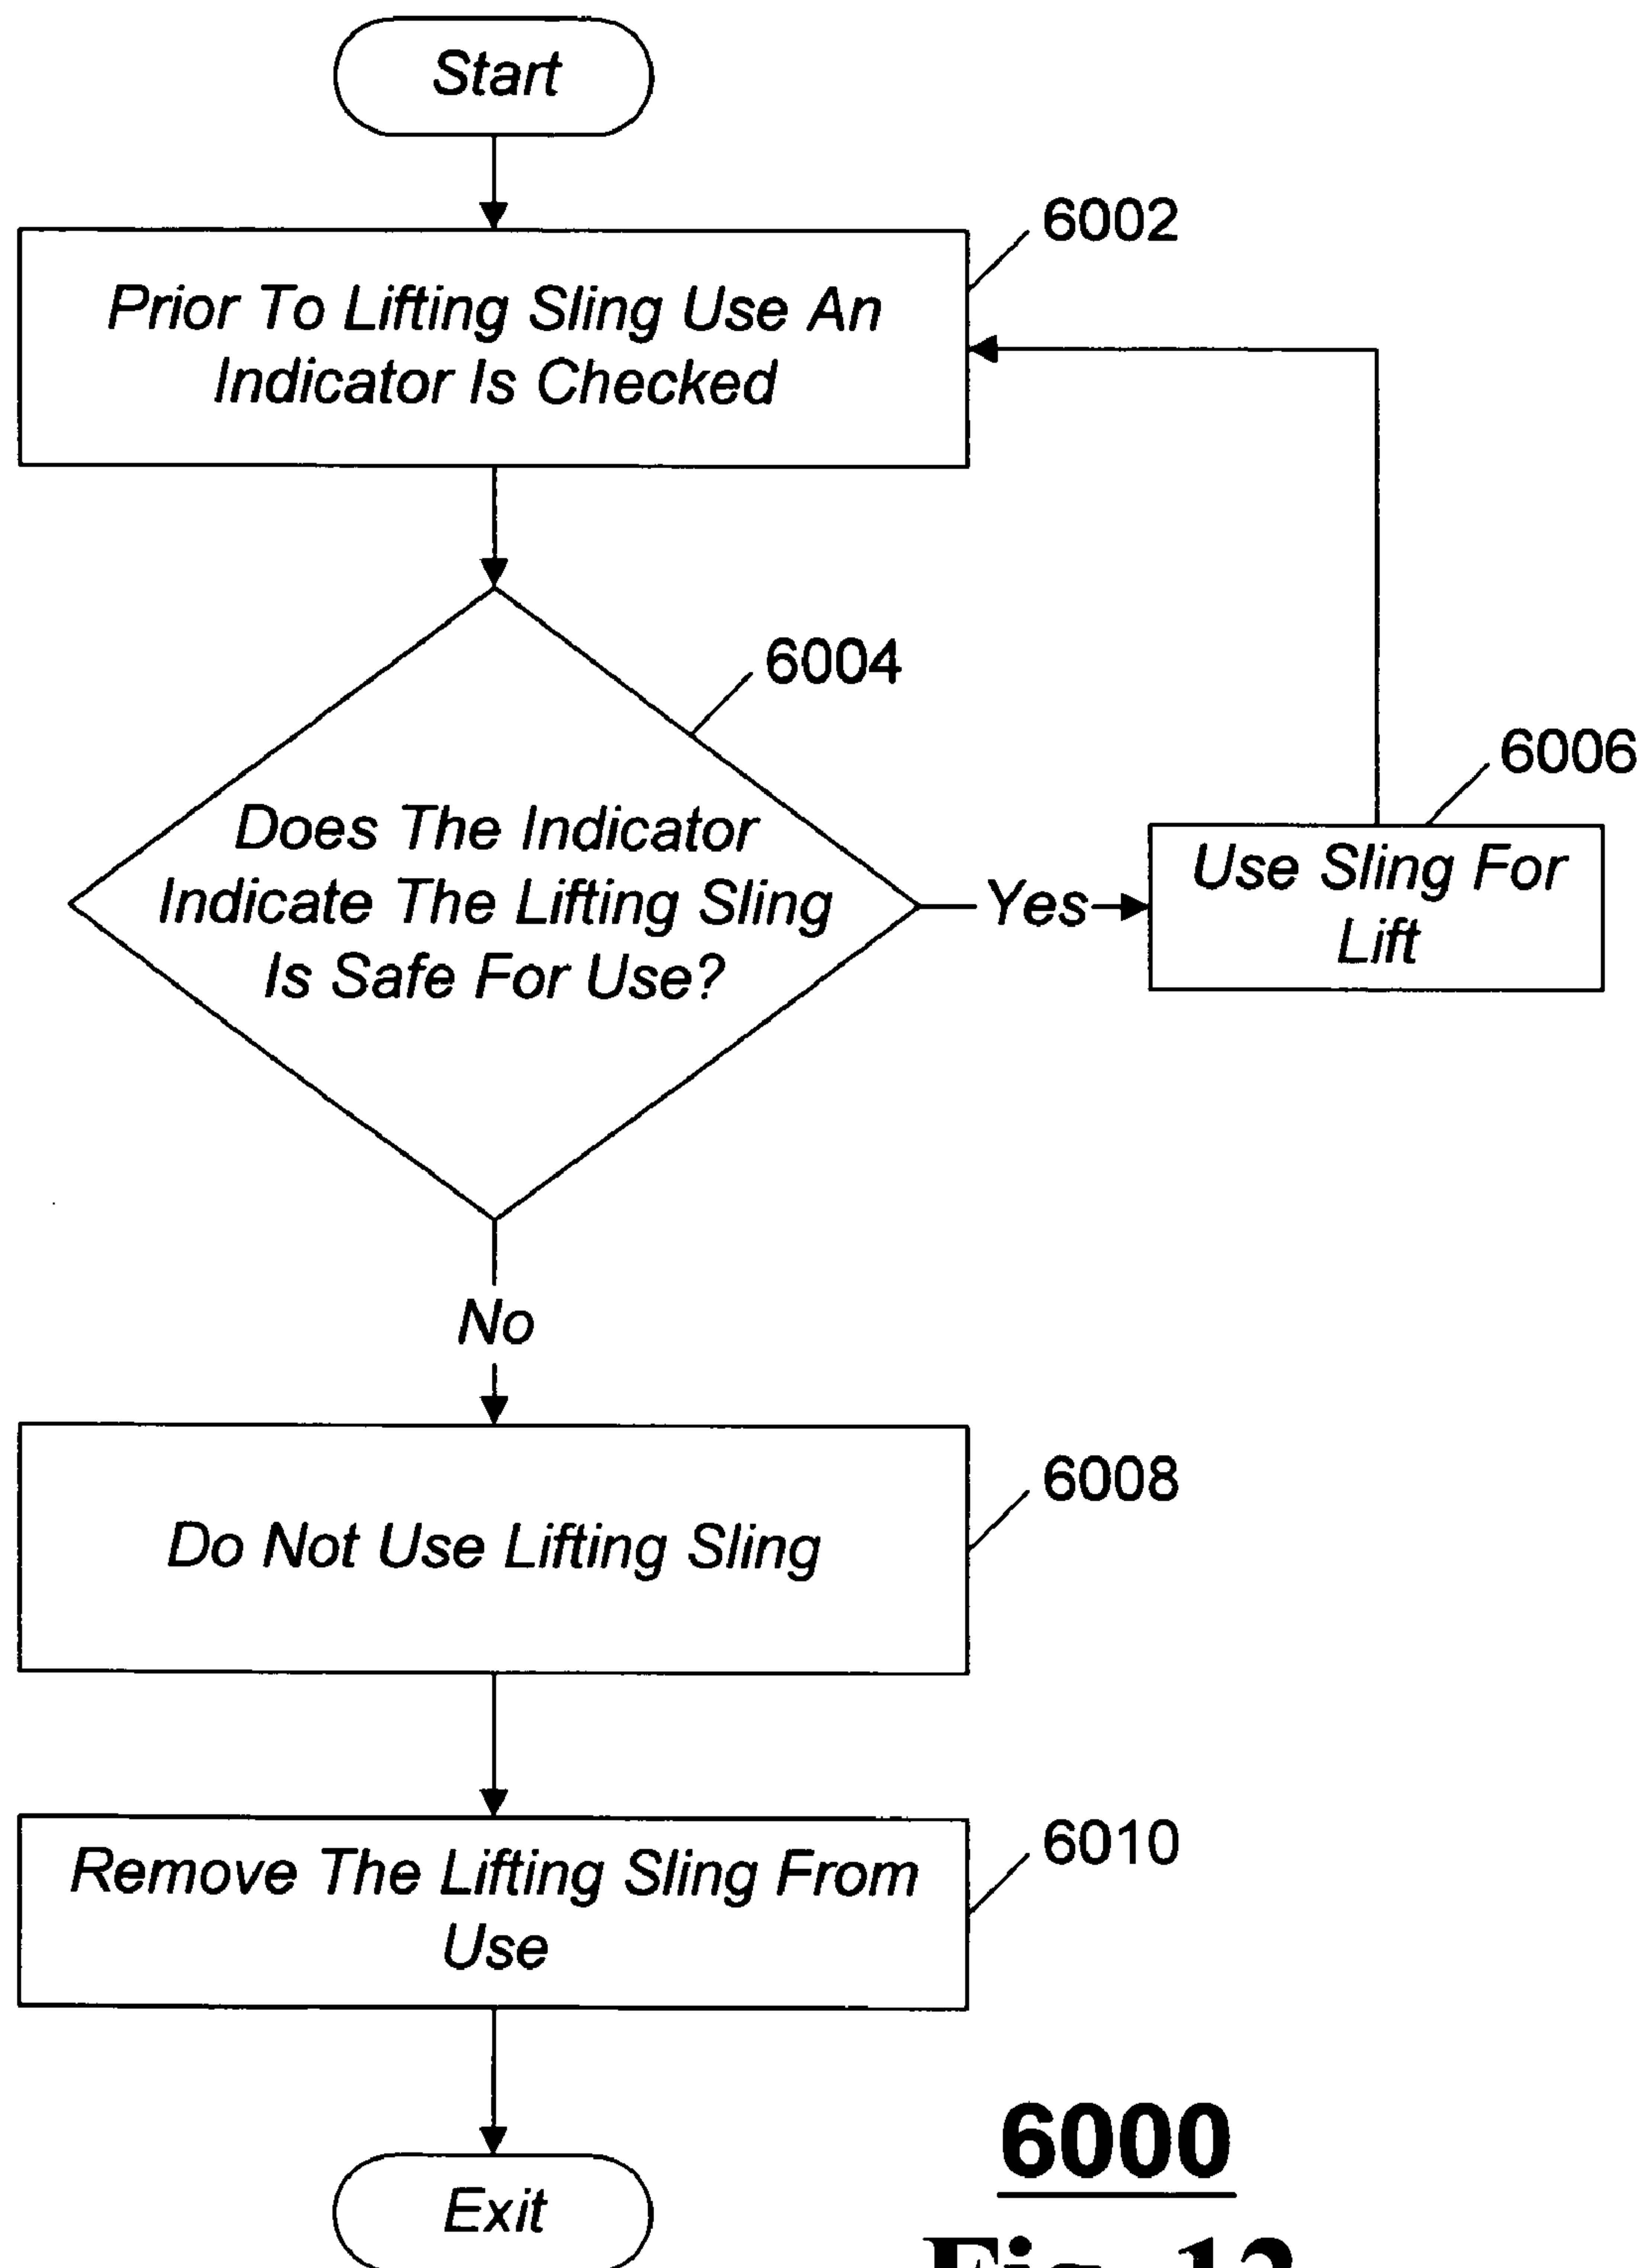 Start
6002
Prior To Lifting Sling Use An
Indicator Is Checked
6004
Does The Indicator
Indicate The Lifting Sling
Is Safe For Use?
Yes
6006
Use Sling For
Lift
No
6008
Do Not Use Lifting Sling
6010
Remove The Lifting Sling From
Use
Exit
6000